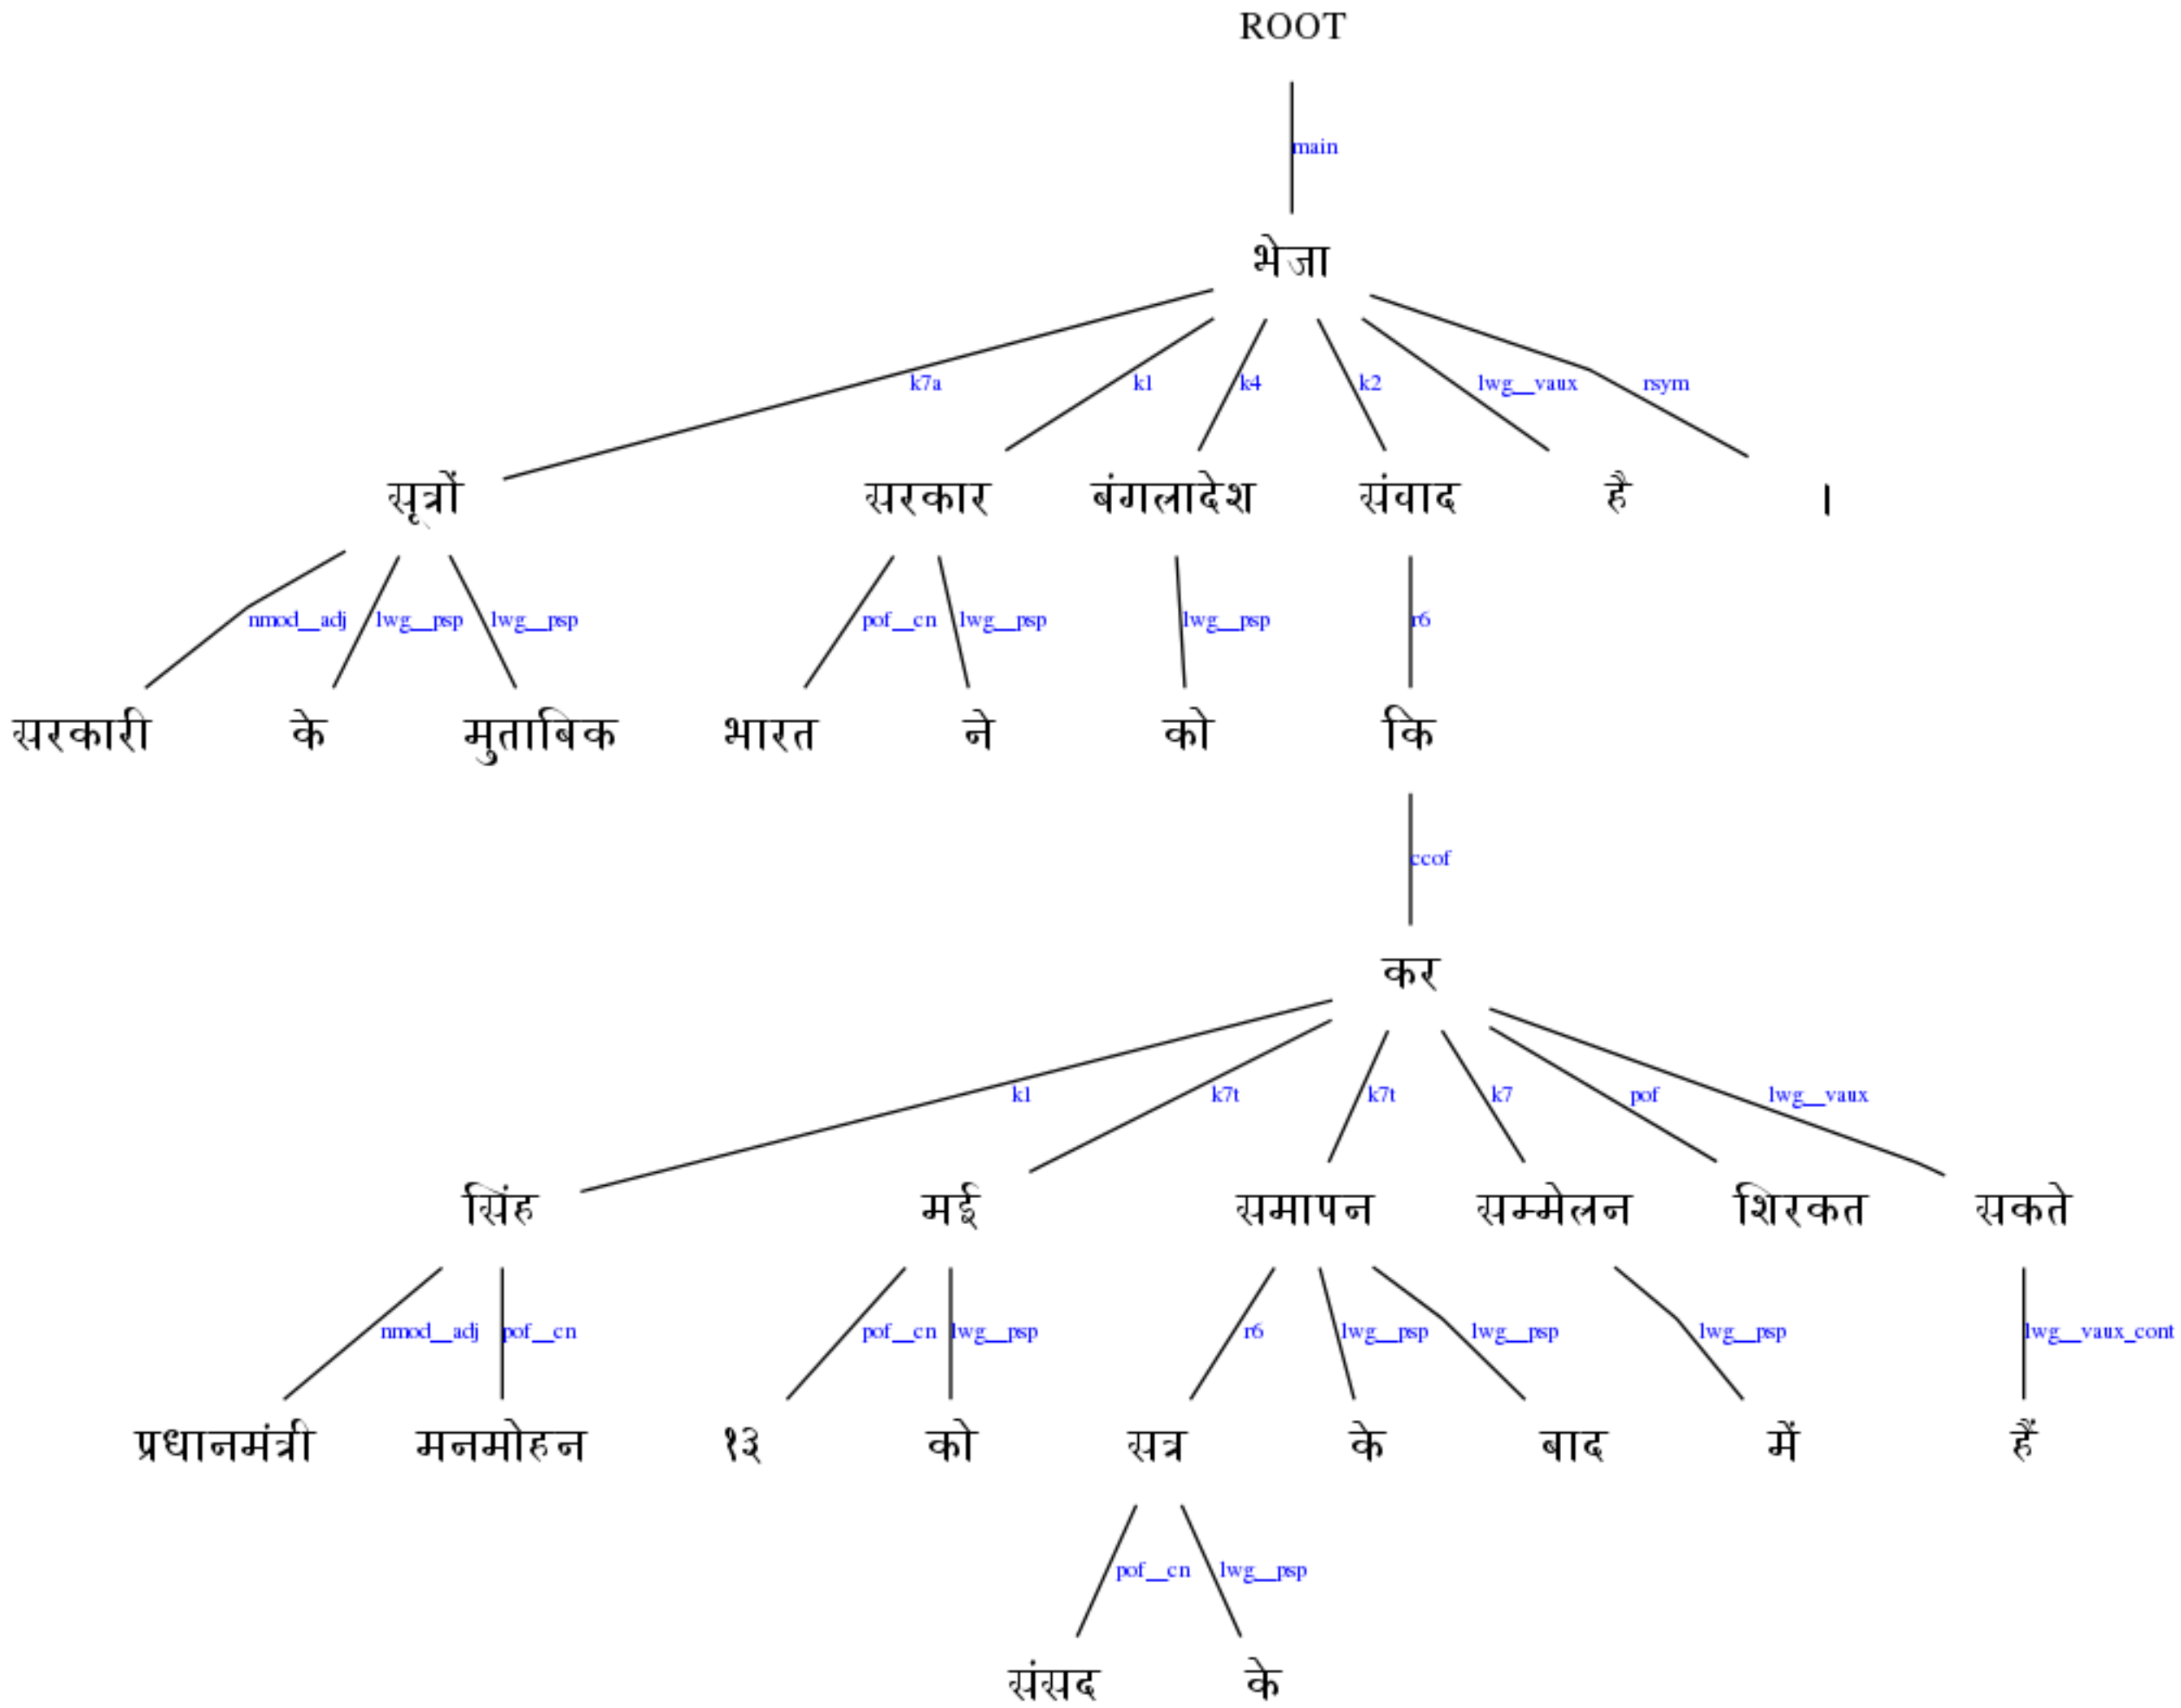 ROOT
main
भेजा
k7a k1 k4 k2 lwg__vaux rsym
सूत्रों सरकार बंगलादेश संवाद है ।
nmod__adj lwg__psp lwg__psp pof__cn lwg__psp lwg__psp r6
सरकारी के मुताबिक भारत ने को कि
ccof
कर
k1 k7t k7t k7 pof lwg__vaux
सिंह मई समापन सम्मेलन शिरकत सकते
nmod__adj pof__cn pof__cn lwg__psp r6 lwg__psp lwg__psp lwg__psp lwg__vaux_cont
प्रधानमंत्री मनमोहन १३ को सत्र के बाद में हैं
pof__cn lwg__psp
संसद के